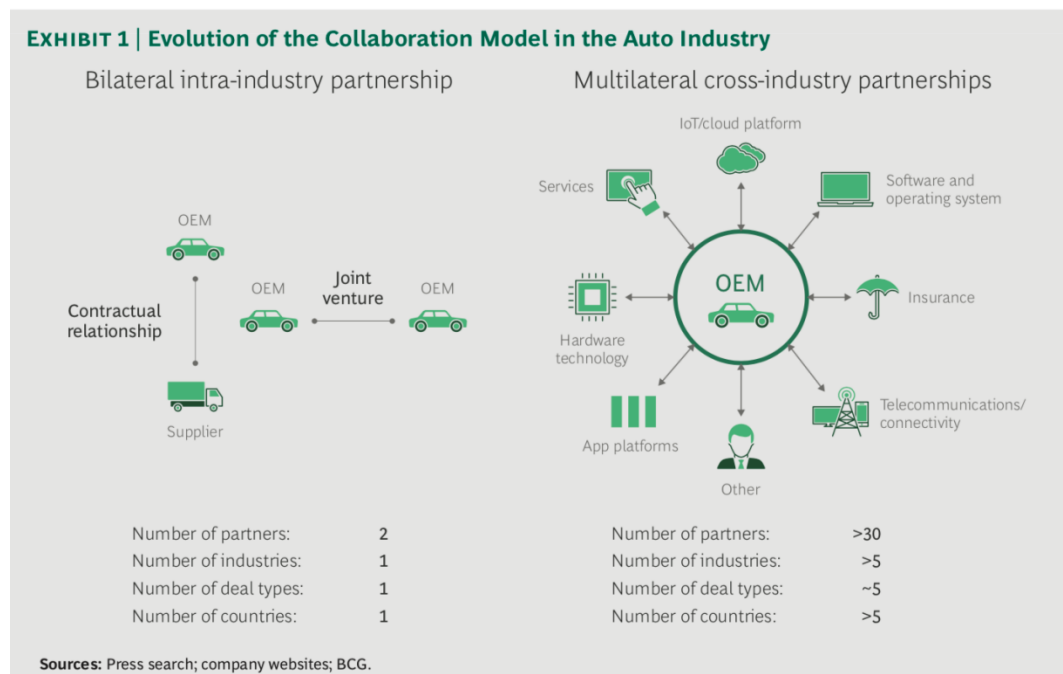 EXHIBIT 1 | Evolution of the Collaboration Model in the Auto Industry
Bilateral intra-industry partnership
OEM
Contractual
relationship
Supplier
OEM
Joint
venture
OEM
Number of partners: 2
Number of industries: 1
Number of deal types: 1
Number of countries: 1
Multilateral cross-industry partnerships
IoT/cloud platform
Services
Software and
operating system
OEM
Hardware
technology
Insurance
App platforms
Telecommunications/
connectivity
Other
Number of partners: >30
Number of industries: >5
Number of deal types: ~5
Number of countries: >5
Sources: Press search; company websites; BCG.